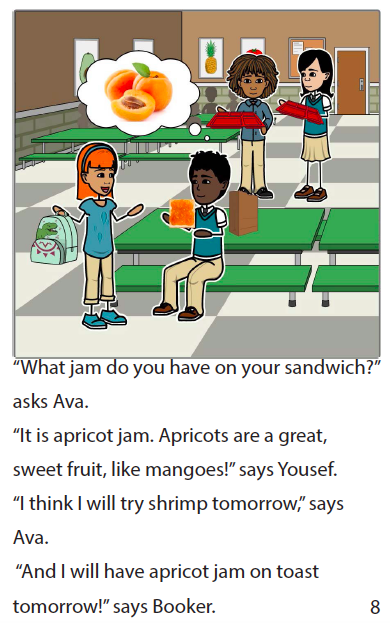 “What jam do you have on your sandwich?”
asks Ava.
“It is apricot jam. Apricots are a great,
sweet fruit, like mangoes!” says Yousef.
“I think I will try shrimp tomorrow,” says
Ava.
“And I will have apricot jam on toast
tomorrow!” says Booker.
8